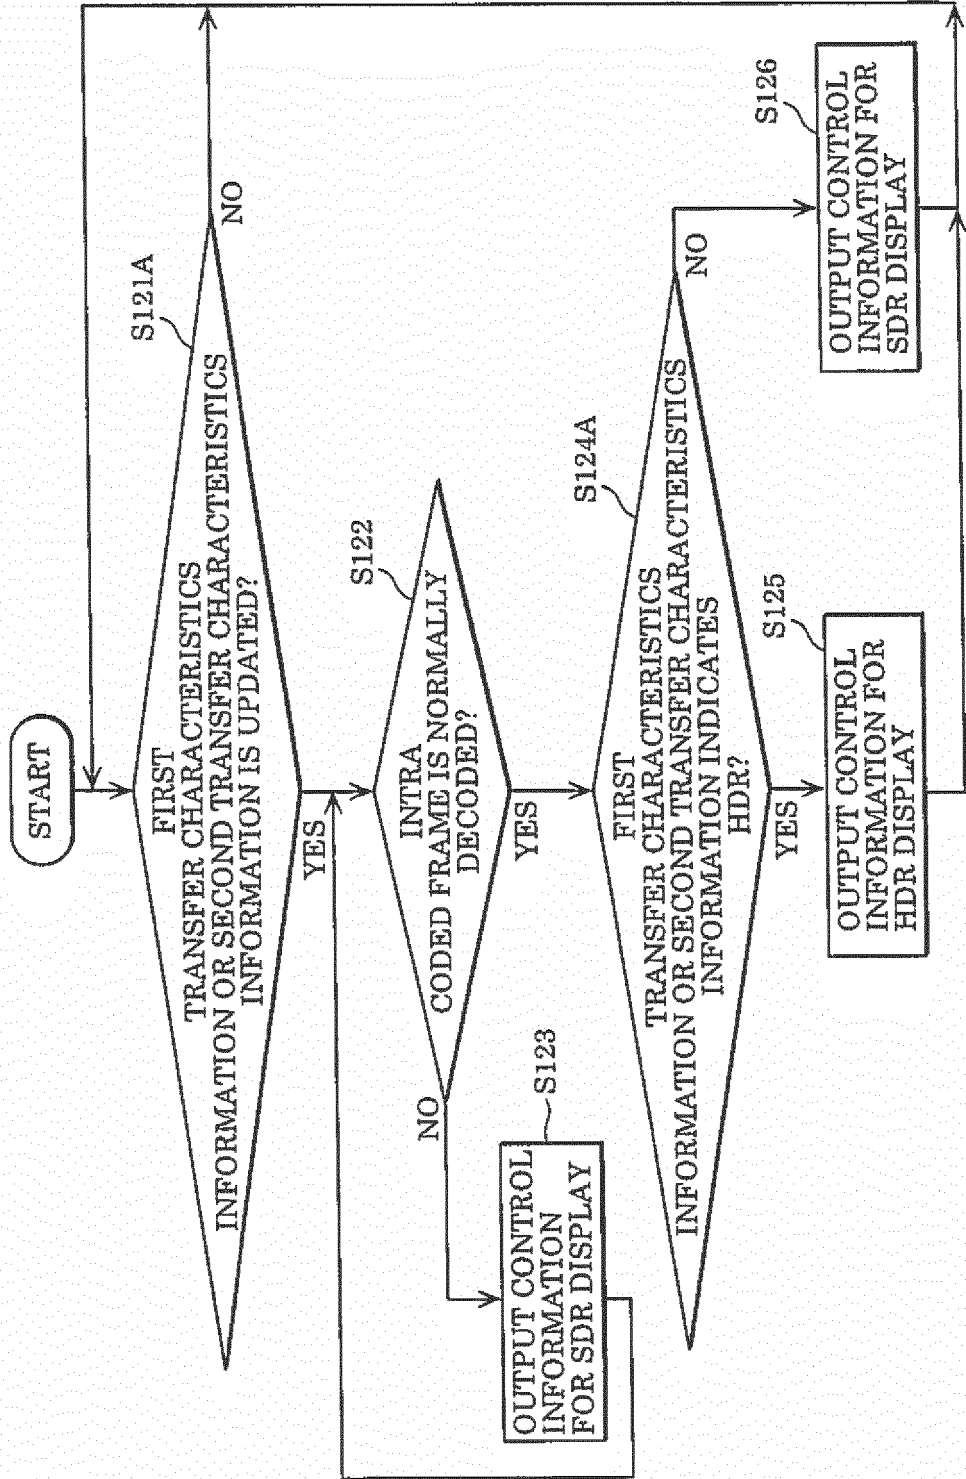 START
S121A
FIRST
TRANSFER CHARACTERISTICS
INFORMATION OR SECOND TRANSFER CHARACTERISTICS
INFORMATION IS UPDATED?
NO
YES
S122
INTRA
CODED FRAME IS NORMALLY
DECODED?
NO
YES
S123
OUTPUT CONTROL
INFORMATION
FOR SDR DISPLAY
S124A
FIRST
TRANSFER CHARACTERISTICS
INFORMATION OR SECOND TRANSFER CHARACTERISTICS
INFORMATION INDICATES
HDR?
NO
YES
S125
OUTPUT CONTROL
INFORMATION FOR
HDR DISPLAY
S126
OUTPUT CONTROL
INFORMATION FOR
SDR DISPLAY